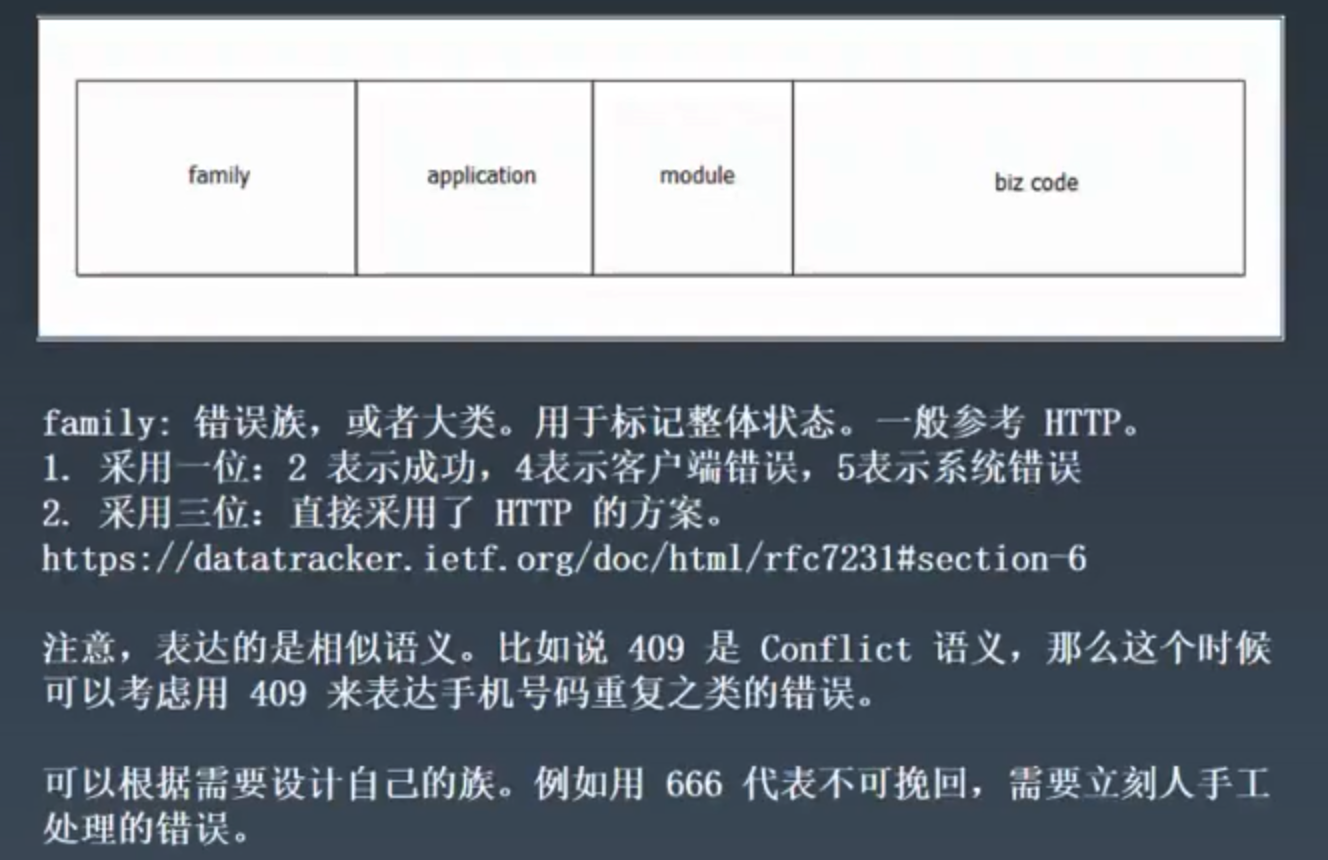 family
application
module
biz code
family: 错误族，或者大类。用于标记整体状态。一般参考 HTTP。
1. 采用一位：2 表示成功，4表示客户端错误，5表示系统错误
2. 采用三位：直接采用了 HTTP 的方案。
https://datatracker.ietf.org/doc/html/rfc7231#section-6
注意，表达的是相似语义。比如说 409 是 Conflict 语义，那么这个时候
可以考虑用 409 来表达手机号码重复之类的错误。
可以根据需要设计自己的族。例如用 666 代表不可挽回，需要立刻人手工
处理的错误。